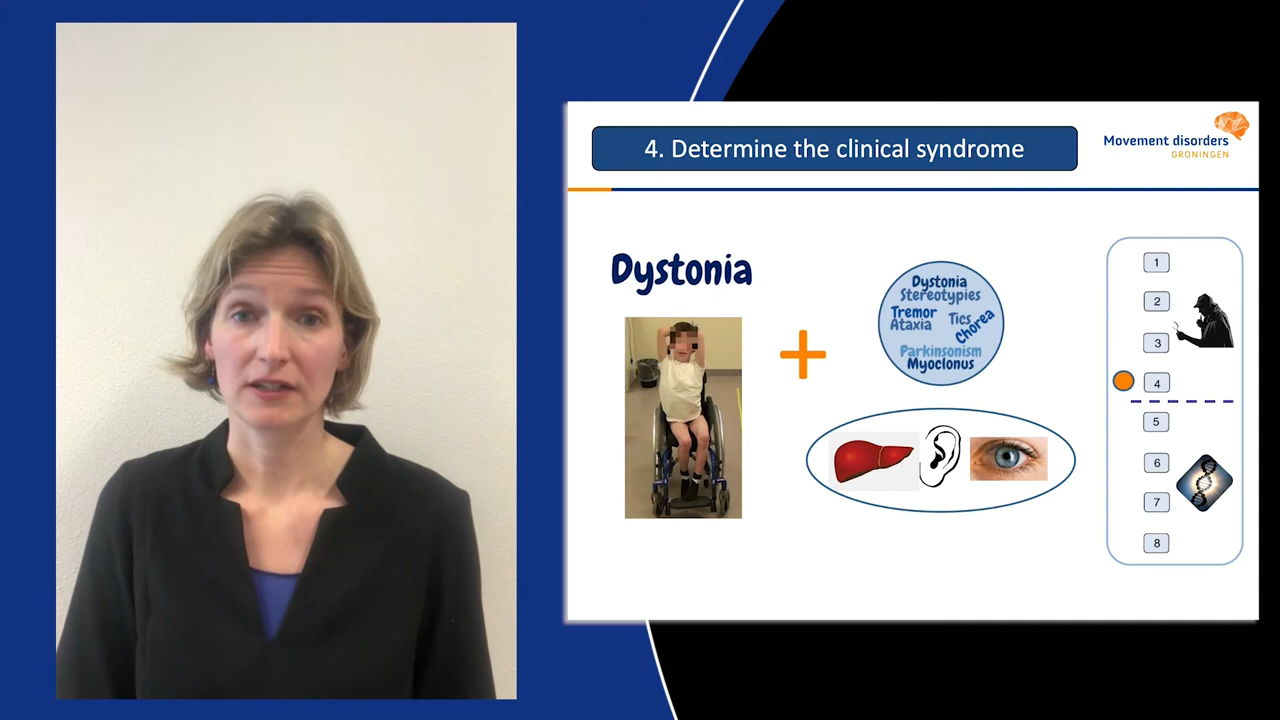 4. Determine the clinical syndrome
Movement disorders
GRONINGEN
Dystonia
Dystonia
Stereotypies
Tremor
Tics
Ataxia
Chorea
Parkinsonism
Myoclonus
1
2
3
4
5
6
7
8